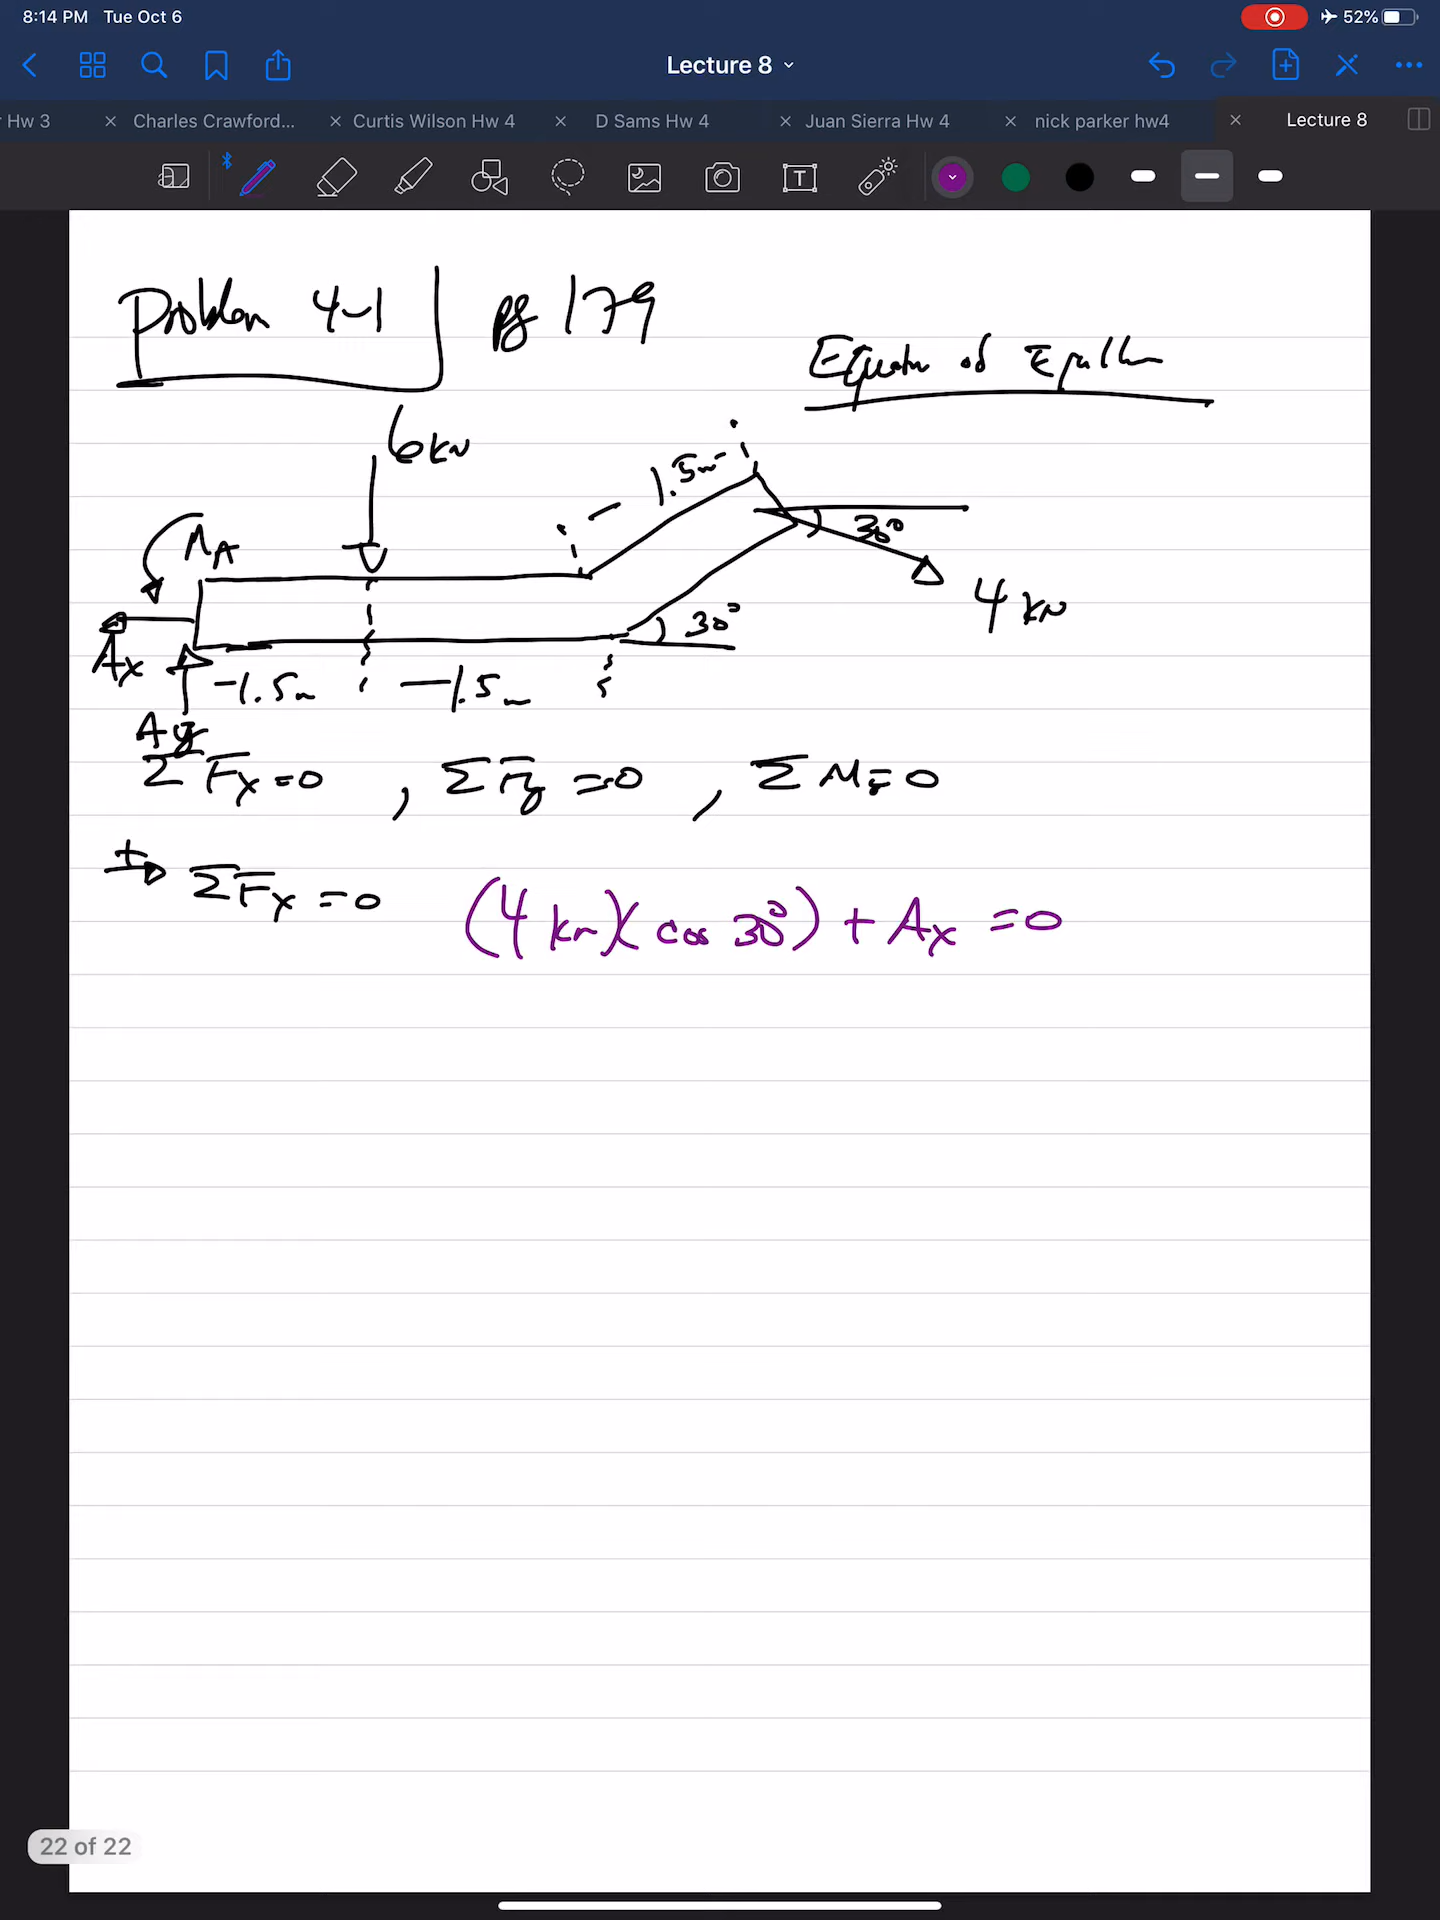 8:14 PM Tue Oct 6 52%
Lecture 8
Hw 3 Charles Crawford... Curtis Wilson Hw 4 D Sams Hw 4 Juan Sierra Hw 4 nick parker hw4 Lecture 8
T
Problem 4-1 pg 179
of
6 kN
1.5m
MA
30°
4 kN
30°
Ax
1.5m 1.5m
Ay
ΣFx=0 , ΣFy=0 , ΣM=0
+ ΣFx=0 (4 kN)(cos 30°) + Ax =0
22 of 22